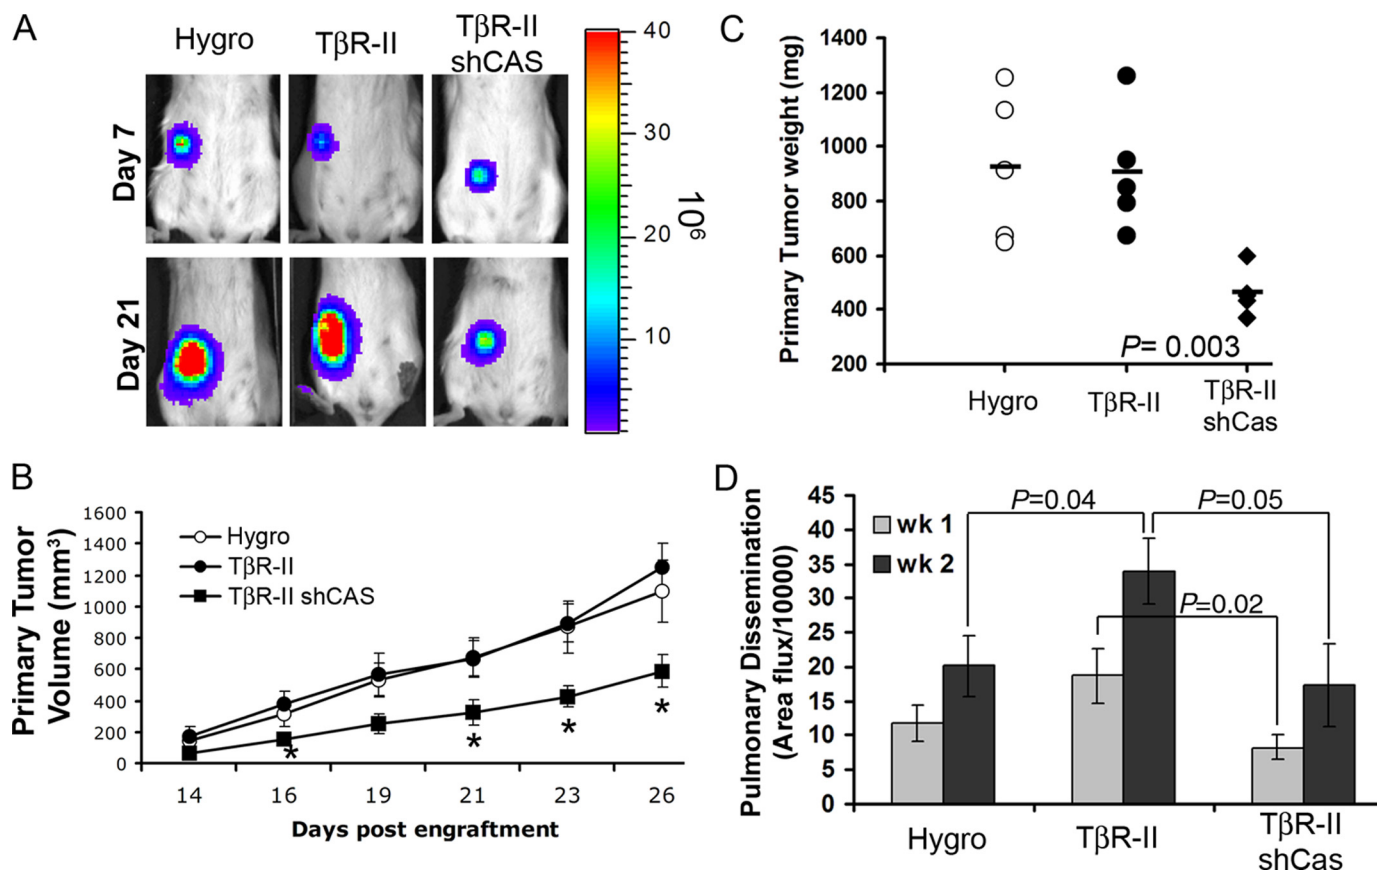 A
Hygro
TβR-II
TβR-II
shCAS
Day 7
Day 21
40
30
20
10
10⁶
B
Primary Tumor
Volume (mm³)
1600
1400
1200
1000
800
600
400
200
0
Hygro
TβR-II
TβR-II shCAS
*
*
*
*
14 16 19 21 23 26
Days post engraftment
C
Primary Tumor weight (mg)
1400
1200
1000
800
600
400
200
P= 0.003
Hygro
TβR-II
TβR-II
shCas
D
Pulmonary Dissemination
(Area flux/10000)
45
40
35
30
25
20
15
10
5
0
wk 1
wk 2
P=0.04
P=0.05
P=0.02
Hygro
TβR-II
TβR-II
shCas